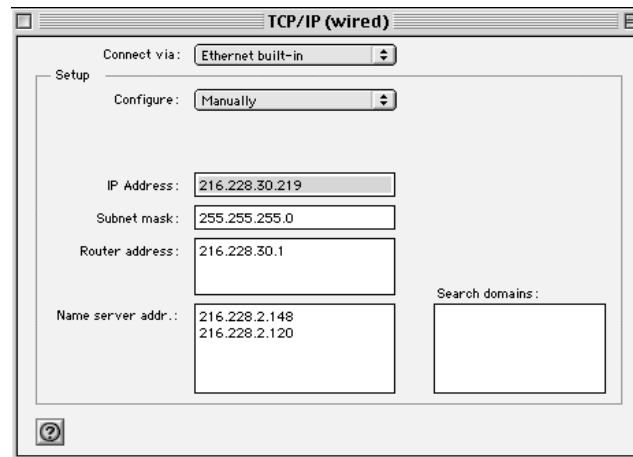 TCP/IP (wired)
Connect via: Ethernet built-in
Setup
Configure: Manually
IP Address: 216.228.30.219
Subnet mask: 255.255.255.0
Router address: 216.228.30.1
Search domains:
Name server addr.: 216.228.2.148
216.228.2.120
?